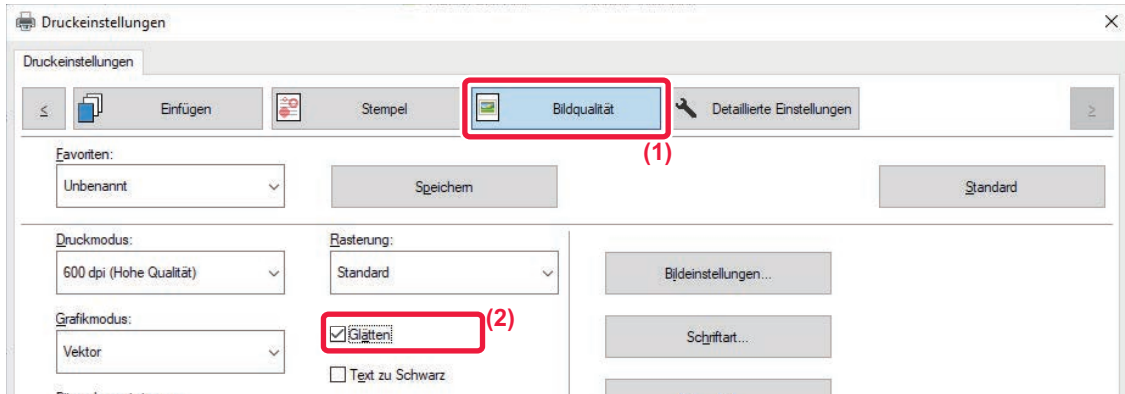 Druckeinstellungen
Druckeinstellungen
< Einfügen Stempel Bildqualität Detaillierte Einstellungen >
(1)
Favoriten:
Unbenannt Speichern Standard
Druckmodus: Rasterung:
600 dpi (Hohe Qualität) Standard Bildeinstellungen...
Grafikmodus: Glätten (2) Schriftart...
Vektor
Text zu Schwarz